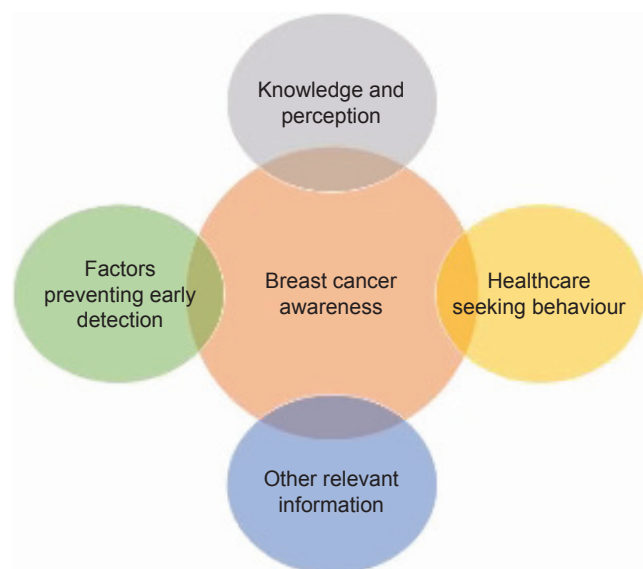 Knowledge and
perception
Factors
preventing early
detection
Breast cancer
awareness
Healthcare
seeking behaviour
Other relevant
information